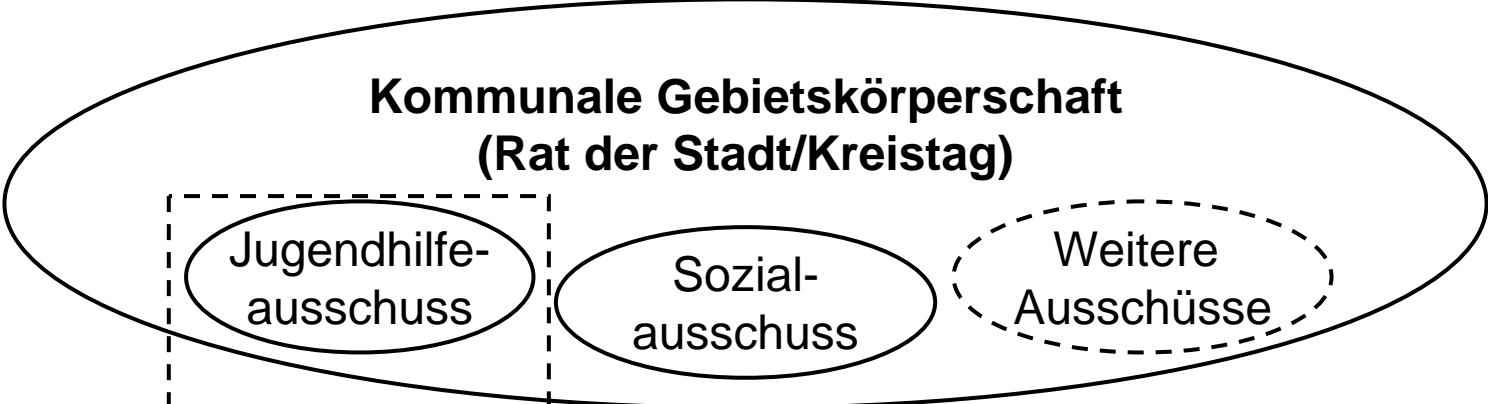 Kommunale Gebietskörperschaft
(Rat der Stadt/Kreistag)
Jugendhilfe-
ausschuss
Sozial-
ausschuss
Weitere
Ausschüsse